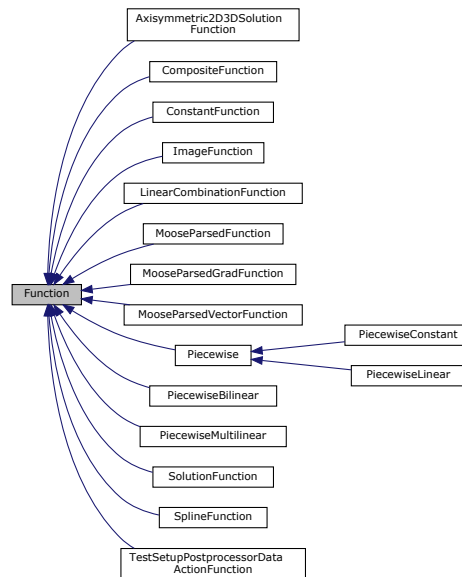 Axisymmetric2D3DSolution
Function
CompositeFunction
ConstantFunction
ImageFunction
LinearCombinationFunction
MooseParsedFunction
MooseParsedGradFunction
Function
MooseParsedVectorFunction
PiecewiseConstant
Piecewise
PiecewiseLinear
PiecewiseBilinear
PiecewiseMultilinear
SolutionFunction
SplineFunction
TestSetupPostprocessorData
ActionFunction